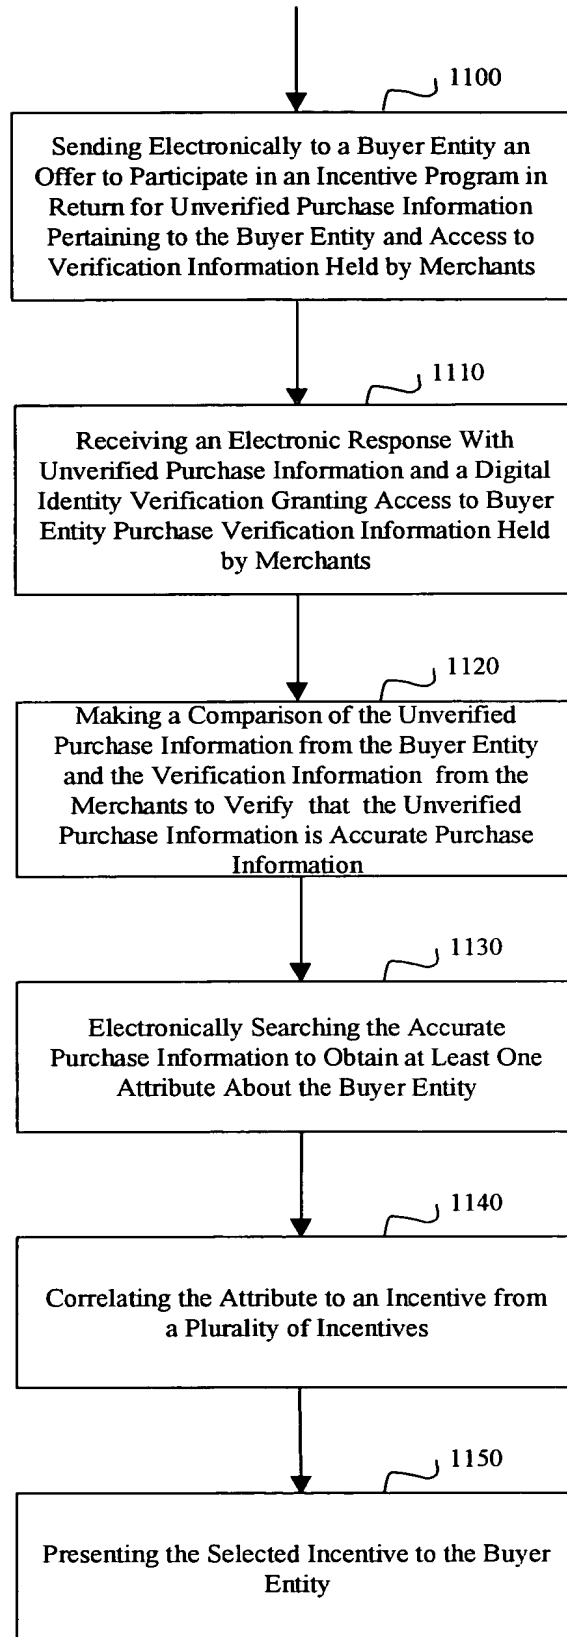 1100
Sending Electronically to a Buyer Entity an
Offer to Participate in an Incentive Program in
Return for Unverified Purchase Information
Pertaining to the Buyer Entity and Access to
Verification Information Held by Merchants
1110
Receiving an Electronic Response With
Unverified Purchase Information and a Digital
Identity Verification Granting Access to Buyer
Entity Purchase Verification Information Held
by Merchants
1120
Making a Comparison of the Unverified
Purchase Information from the Buyer Entity
and the Verification Information from the
Merchants to Verify that the Unverified
Purchase Information is Accurate Purchase
Information
1130
Electronically Searching the Accurate
Purchase Information to Obtain at Least One
Attribute About the Buyer Entity
1140
Correlating the Attribute to an Incentive from
a Plurality of Incentives
1150
Presenting the Selected Incentive to the Buyer
Entity